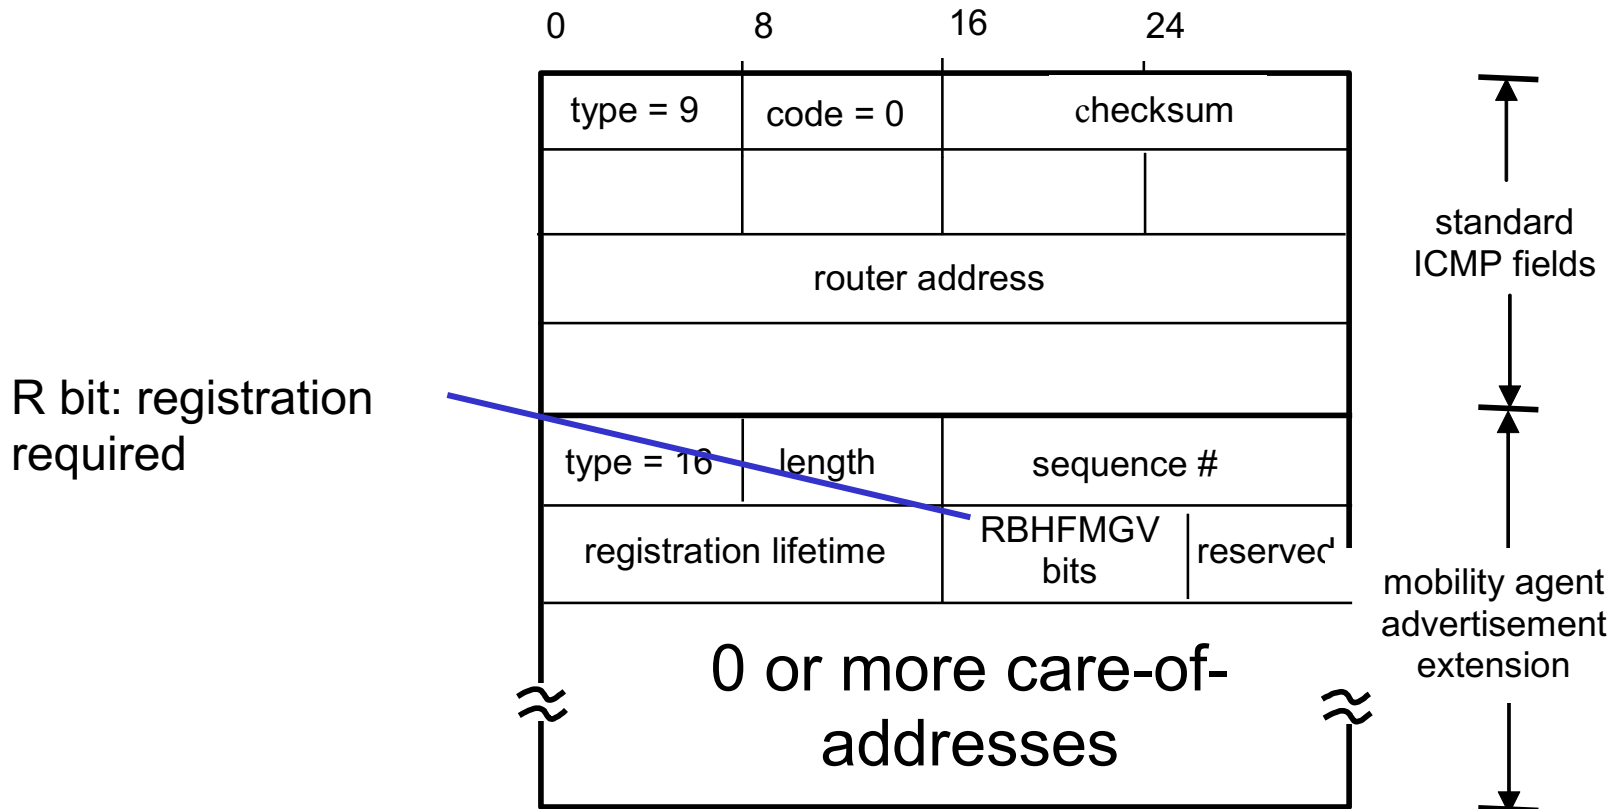 0 8 16 24
type = 9 code = 0 checksum
standard
ICMP fields
router address
R bit: registration
required
type = 16 length sequence #
registration lifetime
RBHFMGV
bits
reserved
mobility agent
advertisement
extension
0 or more care-of-
addresses